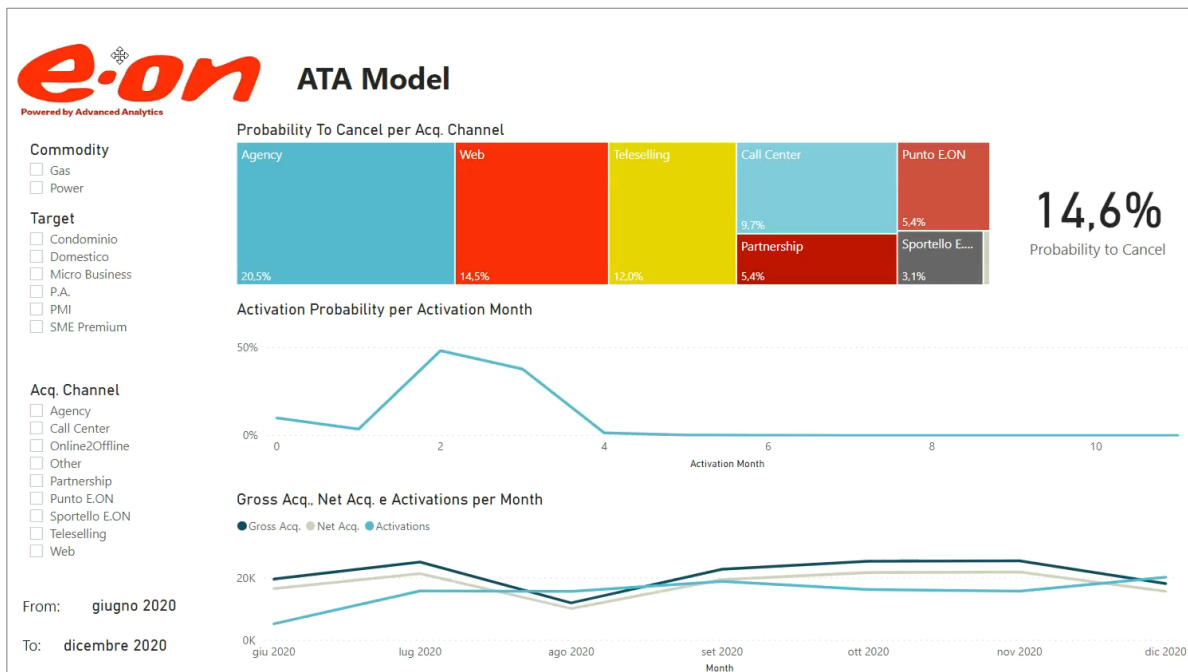 e·on
Powered by Advanced Analytics
ATA Model
Commodity
Gas
Power
Target
Condominio
Domestico
Micro Business
P.A.
PMI
SME Premium
Acq. Channel
Agency
Call Center
Online2Offline
Other
Partnership
Punto E.ON
Sportello E.ON
Teleselling
Web
From: giugno 2020
To: dicembre 2020
Probability To Cancel per Acq. Channel
Agency
20,5%
Web
14,5%
Teleselling
12,0%
Call Center
9,7%
Partnership
5,4%
Punto E.ON
5,4%
Sportello E....
3,1%
14,6%
Probability to Cancel
Activation Probability per Activation Month
50%
0%
0 2 4 6 8 10
Activation Month
Gross Acq., Net Acq. e Activations per Month
Gross Acq. Net Acq. Activations
20K
0K
giu 2020 lug 2020 ago 2020 set 2020 ott 2020 nov 2020 dic 2020
Month